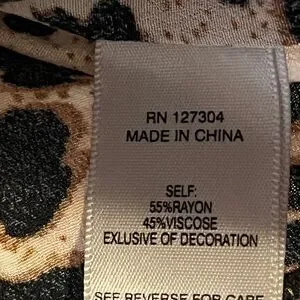 RN 127304
MADE IN CHINA
SELF:
55%RAYON
45%VISCOSE
EXLUSIVE OF DECORATION
SEE REVERSE FOR CARE